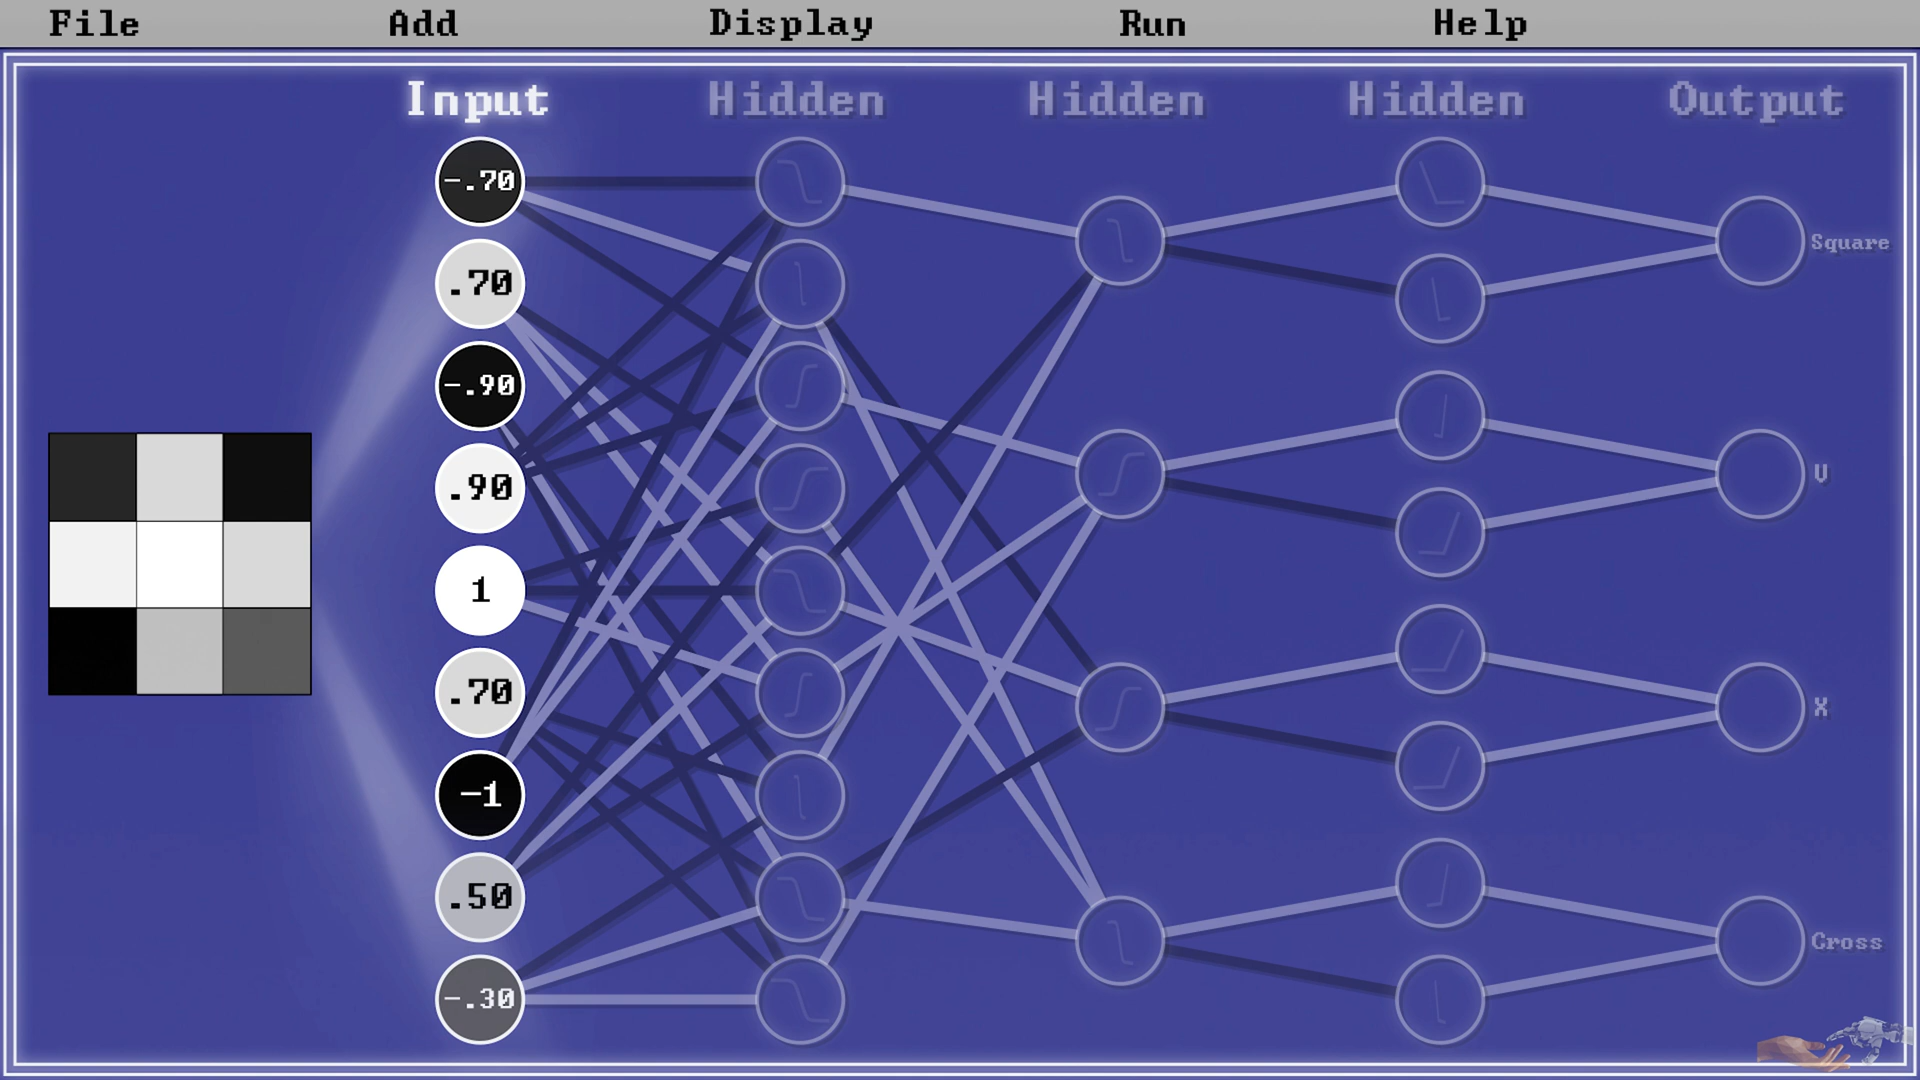 File Add Display Run Help
Input Hidden Hidden Hidden Output
-.70
.70
-.90
.90
1
.70
-1
.50
-.30
Square
V
X
Cross